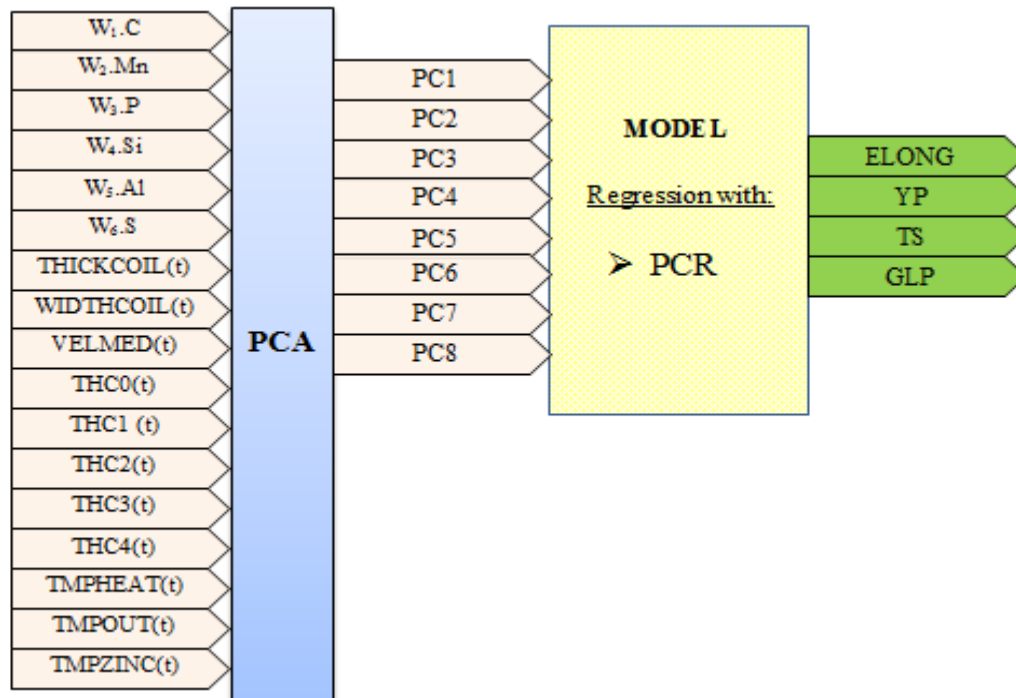 W₁.C
W₂.Mn
W₃.P
W₄.Si
W₅.Al
W₆.S
THICKCOIL(t)
WIDTHCOIL(t)
VELMED(t)
THC0(t)
THC1 (t)
THC2(t)
THC3(t)
THC4(t)
TMPHEAT(t)
TMPOUT(t)
TMPZINC(t)
PCA
PC1
PC2
PC3
PC4
PC5
PC6
PC7
PC8
MODEL
Regression with:
➢ PCR
ELONG
YP
TS
GLP